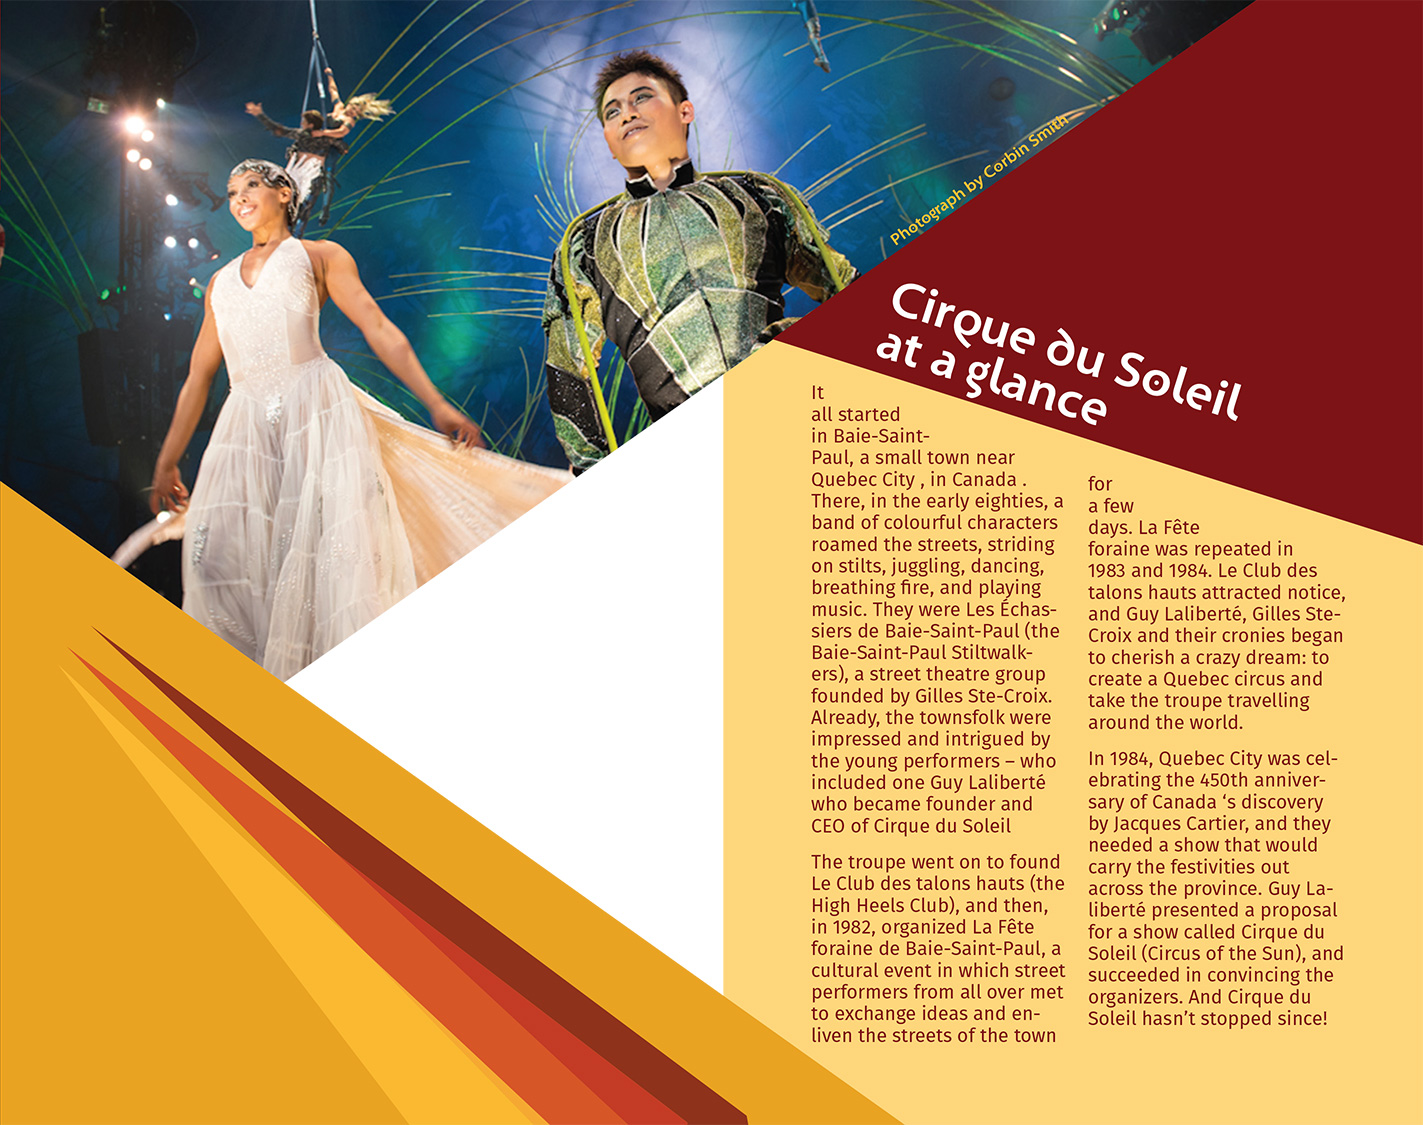 Photograph by Corbin Smith
Cirque du Soleil
at a glance
It
all started
in Baie-Saint-
Paul, a small town near
Quebec City , in Canada .
There, in the early eighties, a
band of colourful characters
roamed the streets, striding
on stilts, juggling, dancing,
breathing fire, and playing
music. They were Les Échas-
siers de Baie-Saint-Paul (the
Baie-Saint-Paul Stiltwalk-
ers), a street theatre group
founded by Gilles Ste-Croix.
Already, the townsfolk were
impressed and intrigued by
the young performers – who
included one Guy Laliberté
who became founder and
CEO of Cirque du Soleil
The troupe went on to found
Le Club des talons hauts (the
High Heels Club), and then,
in 1982, organized La Fête
foraine de Baie-Saint-Paul, a
cultural event in which street
performers from all over met
to exchange ideas and en-
liven the streets of the town
for
a few
days. La Fête
foraine was repeated in
1983 and 1984. Le Club des
talons hauts attracted notice,
and Guy Laliberté, Gilles Ste-
Croix and their cronies began
to cherish a crazy dream: to
create a Quebec circus and
take the troupe travelling
around the world.
In 1984, Quebec City was cel-
ebrating the 450th anniver-
sary of Canada ‘s discovery
by Jacques Cartier, and they
needed a show that would
carry the festivities out
across the province. Guy La-
liberté presented a proposal
for a show called Cirque du
Soleil (Circus of the Sun), and
succeeded in convincing the
organizers. And Cirque du
Soleil hasn’t stopped since!